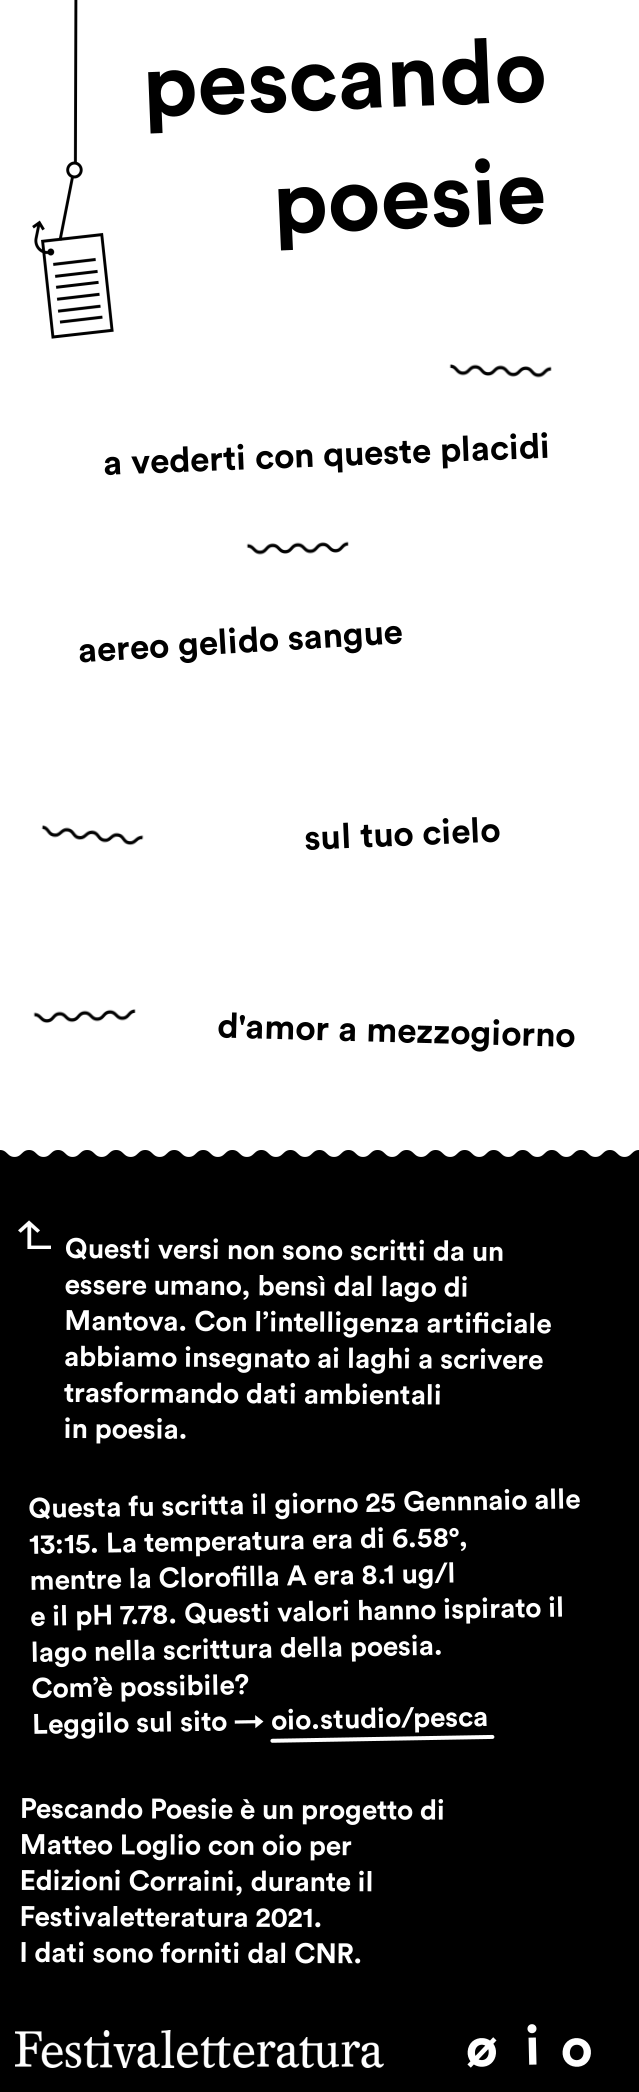 pescando
poesie
a vederti con queste placidi
aereo gelido sangue
sul tuo cielo
d'amor a mezzogiorno
Questi versi non sono scritti da un
essere umano, bensì dal lago di
Mantova. Con l’intelligenza artificiale
abbiamo insegnato ai laghi a scrivere
trasformando dati ambientali
in poesia.
Questa fu scritta il giorno 25 Gennnaio alle
13:15. La temperatura era di 6.58°,
mentre la Clorofilla A era 8.1 ug/l
e il pH 7.78. Questi valori hanno ispirato il
lago nella scrittura della poesia.
Com’è possibile?
Leggilo sul sito → oio.studio/pesca
Pescando Poesie è un progetto di
Matteo Loglio con oio per
Edizioni Corraini, durante il
Festivaletteratura 2021.
I dati sono forniti dal CNR.
Festivaletteratura ø i o